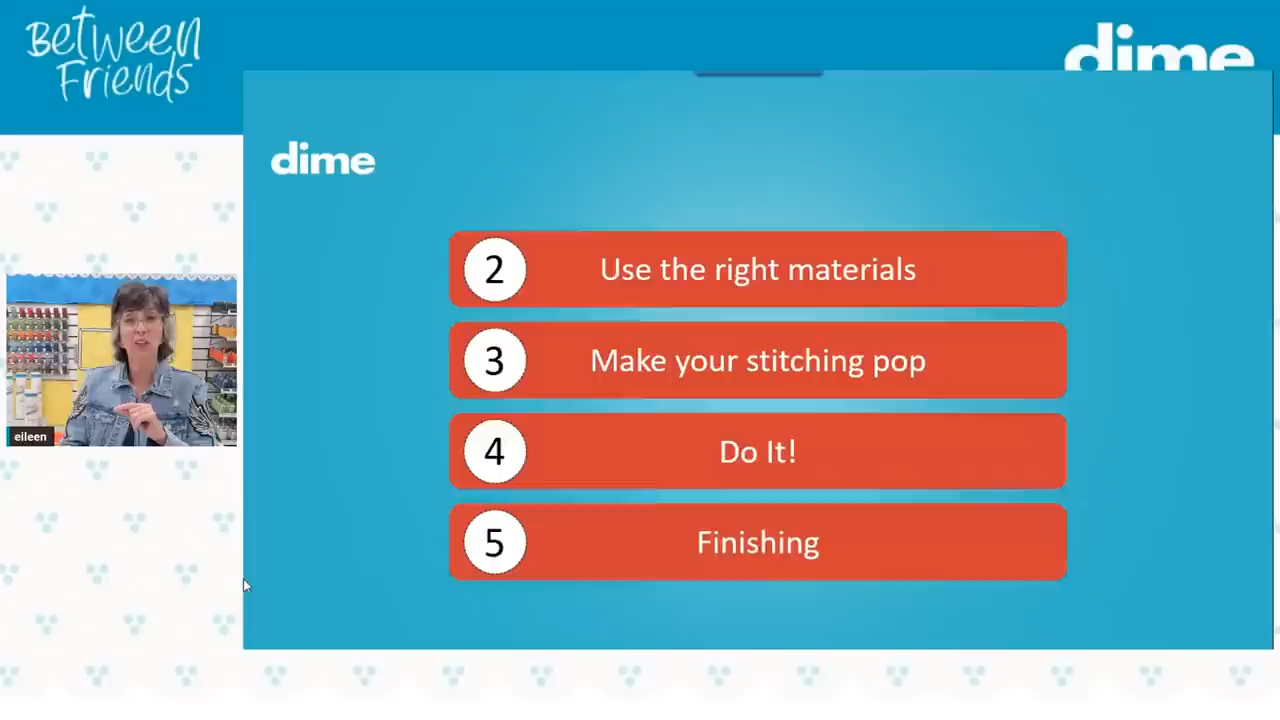 Between
Friends
dime
dime
2 Use the right materials
3 Make your stitching pop
4 Do It!
5 Finishing
eileen